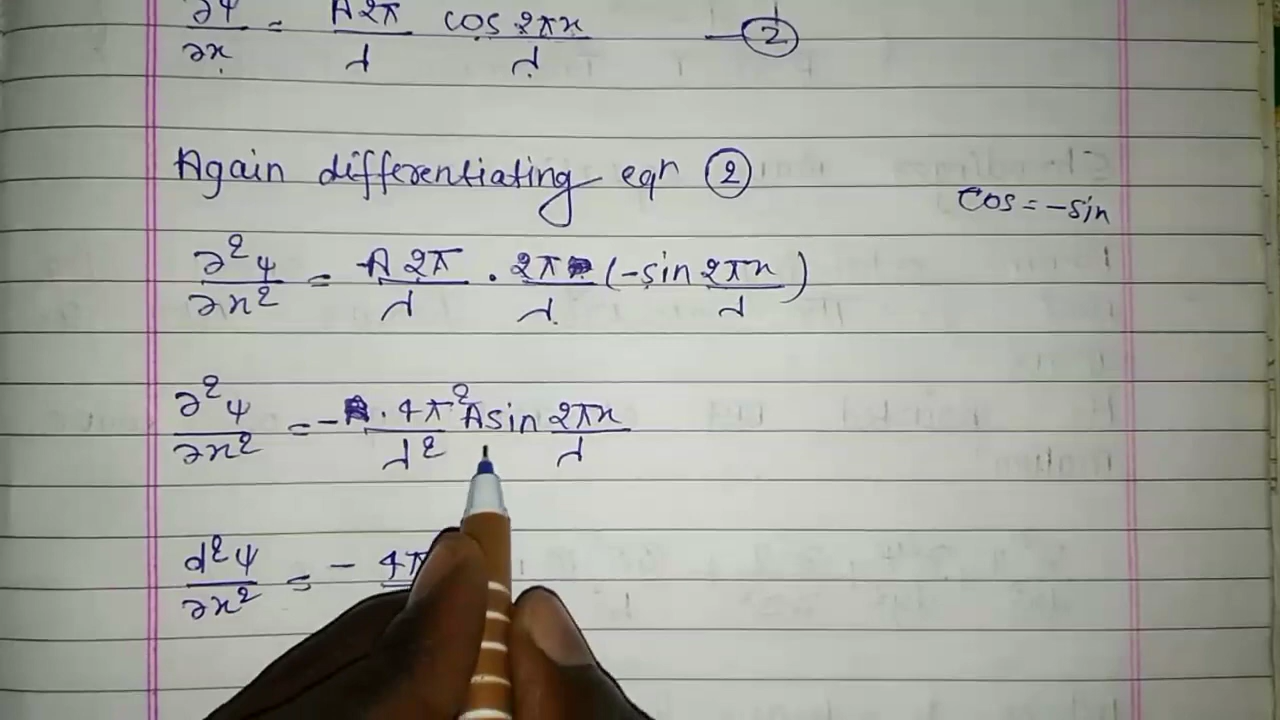 ∂ψ/∂x = A2π/λ cos 2πx/λ —②
Again differentiating eqn ②
cos = -sin
∂²ψ/∂x² = A2π/λ . 2π/λ (-sin 2πx/λ)
∂²ψ/∂x² = - . 4π²/λ² A sin 2πx/λ
d²ψ/∂x² = - 4π